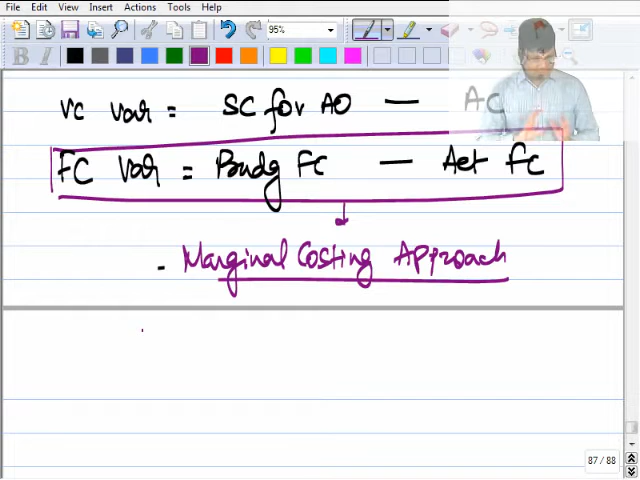 File Edit View Insert Actions Tools Help
95%
VC Var = SC for AO — AC
FC Var = Budg FC — Act FC
- Marginal Costing Approach
87 / 88